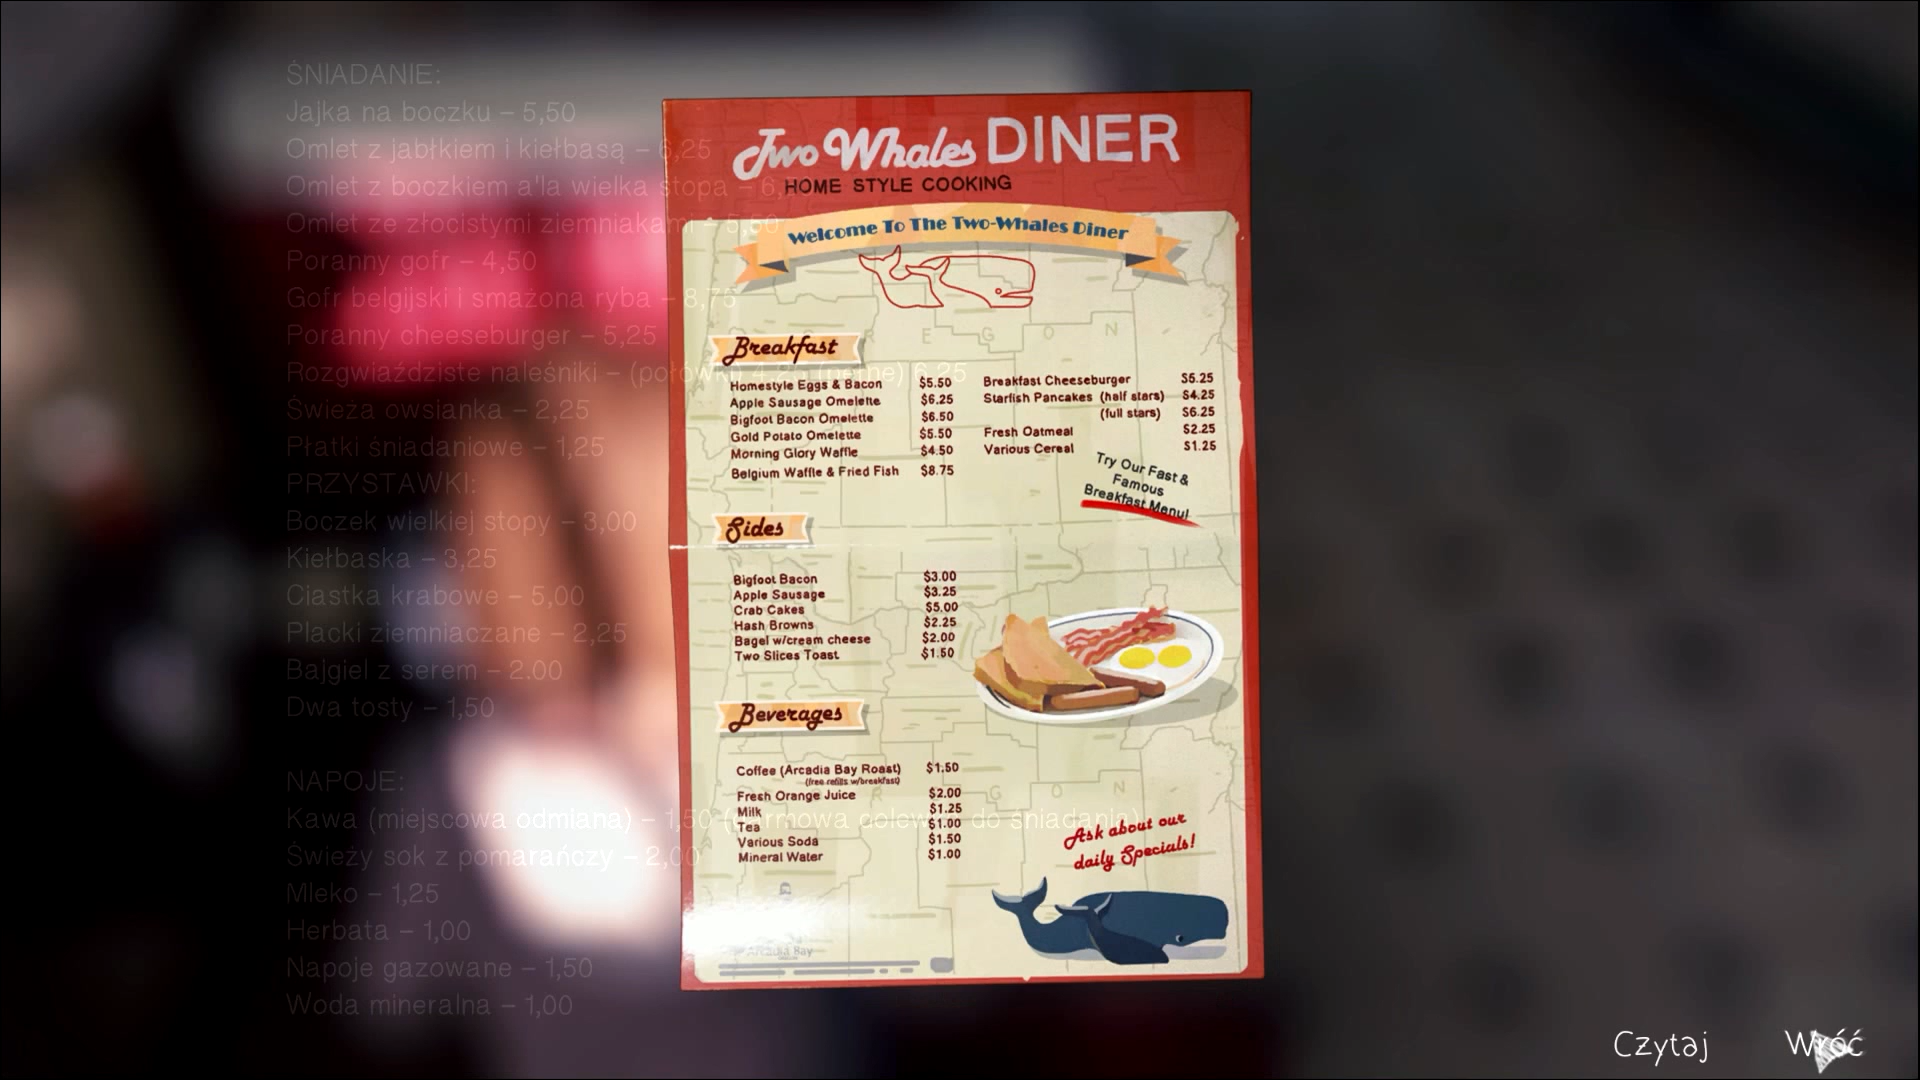 ŚNIADANIE:
Jajka na boczku – 5,50
Omlet z jabłkiem i kiełbasą – 6,25
Omlet z boczkiem a'la wielka stopa – 6,
Omlet ze złocistymi ziemniakami – 5,50
Poranny gofr – 4,50
Gofr belgijski i smażona ryba – 8,75
Poranny cheeseburger – 5,25
Rozgwiaździste naleśniki – (połówki) 4,25 (pełne) 6,25
Świeża owsianka – 2,25
Płatki śniadaniowe – 1,25
PRZYSTAWKI:
Boczek wielkiej stopy – 3,00
Kiełbaska – 3,25
Ciastka krabowe – 5,00
Placki ziemniaczane – 2,25
Bajgiel z serem – 2.00
Dwa tosty – 1,50
NAPOJE:
Kawa (miejscowa odmiana) – 1,50 (darmowa dolewka do śniadania)
Świeży sok z pomarańczy – 2,00
Mleko – 1,25
Herbata – 1,00
Napoje gazowane – 1,50
Woda mineralna – 1,00
Two Whales DINER
HOME STYLE COOKING
Welcome To The Two-Whales Diner
O R E G O N
Breakfast
Homestyle Eggs & Bacon $5.50
Apple Sausage Omelette $6.25
Bigfoot Bacon Omelette $6.50
Gold Potato Omelette $5.50
Morning Glory Waffle $4.50
Belgium Waffle & Fried Fish $8.75
Breakfast Cheeseburger $5.25
Starfish Pancakes (half stars) $4.25
(full stars) $6.25
Fresh Oatmeal $2.25
Various Cereal $1.25
Try Our Fast &
Famous
Breakfast Menu!
Sides
Bigfoot Bacon $3.00
Apple Sausage $3.25
Crab Cakes $5.00
Hash Browns $2.25
Bagel w/cream cheese $2.00
Two Slices Toast $1.50
Beverages
Coffee (Arcadia Bay Roast) $1.50
(free refills w/breakfast)
Fresh Orange Juice $2.00
Milk $1.25
Tea $1.00
Various Soda $1.50
Mineral Water $1.00
R E G O N
Ask about our
daily Specials!
Arcadia Bay
Czytaj Wróć